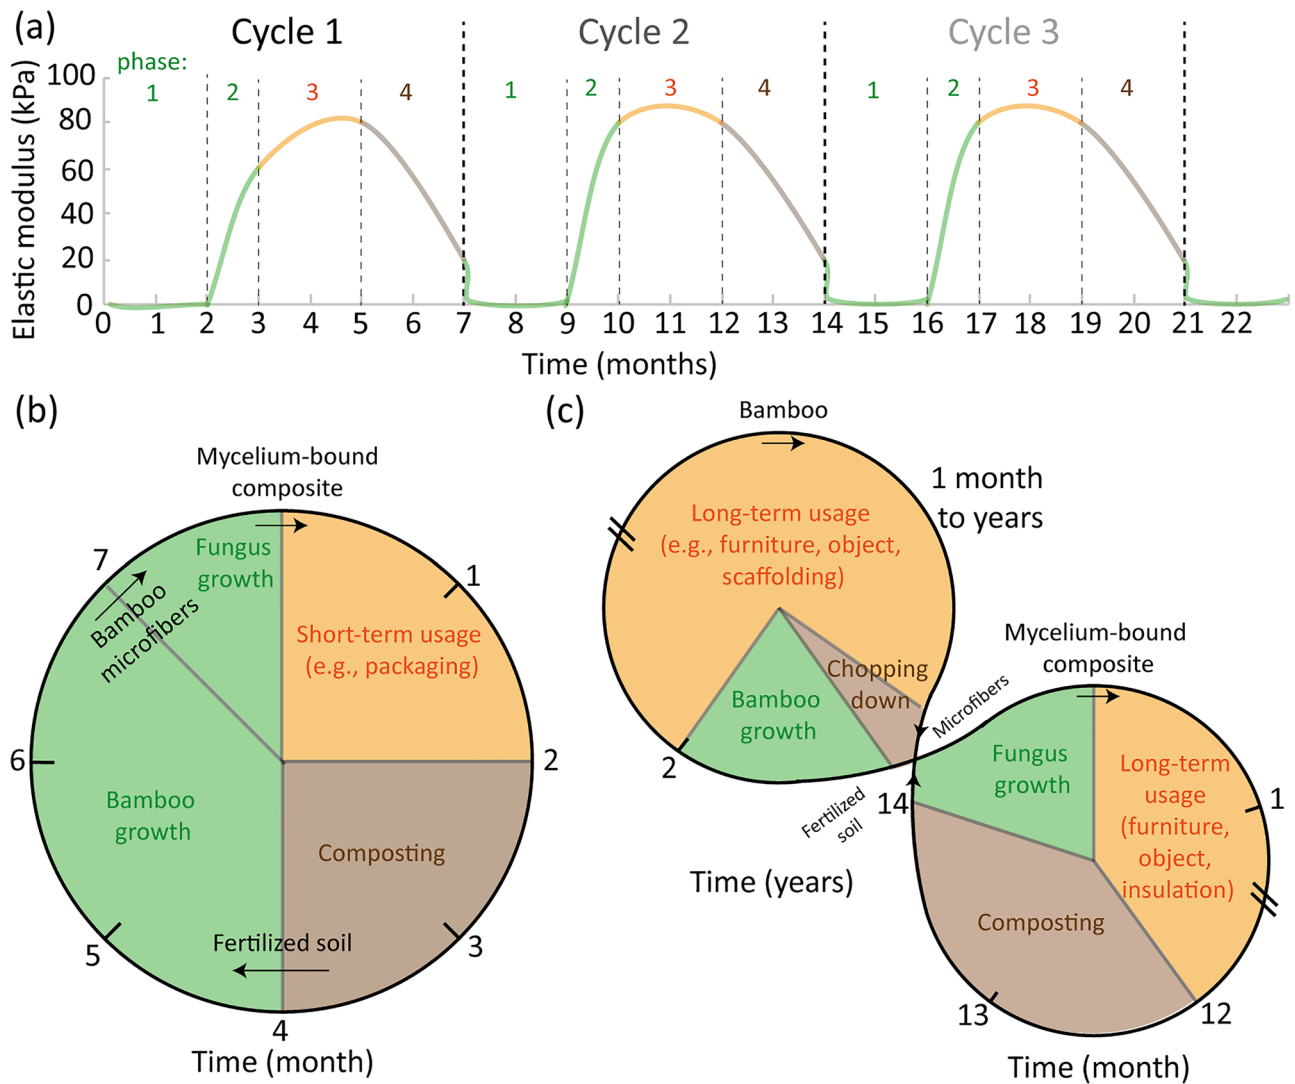 (a)
Cycle 1
Cycle 2
Cycle 3
phase:
1
2
3
4
1
2
3
4
1
2
3
4
Elastic modulus (kPa)
100
80
60
40
20
0
0 1 2 3 4 5 6 7 8 9 10 11 12 13 14 15 16 17 18 19 20 21 22
Time (months)
(b)
Mycelium-bound
composite
Fungus
growth
7
1
Bamboo
microfibers
Short-term usage
(e.g., packaging)
6
2
Bamboo
growth
Composting
5
Fertilized soil
3
4
Time (month)
(c)
Bamboo
1 month
to years
Long-term usage
(e.g., furniture, object,
scaffolding)
Chopping
down
Bamboo
growth
2
Microfibers
Fertilized
soil
Time (years)
Mycelium-bound
composite
Fungus
growth
14
Long-term
usage
(furniture,
object,
insulation)
1
Composting
13
12
Time (month)